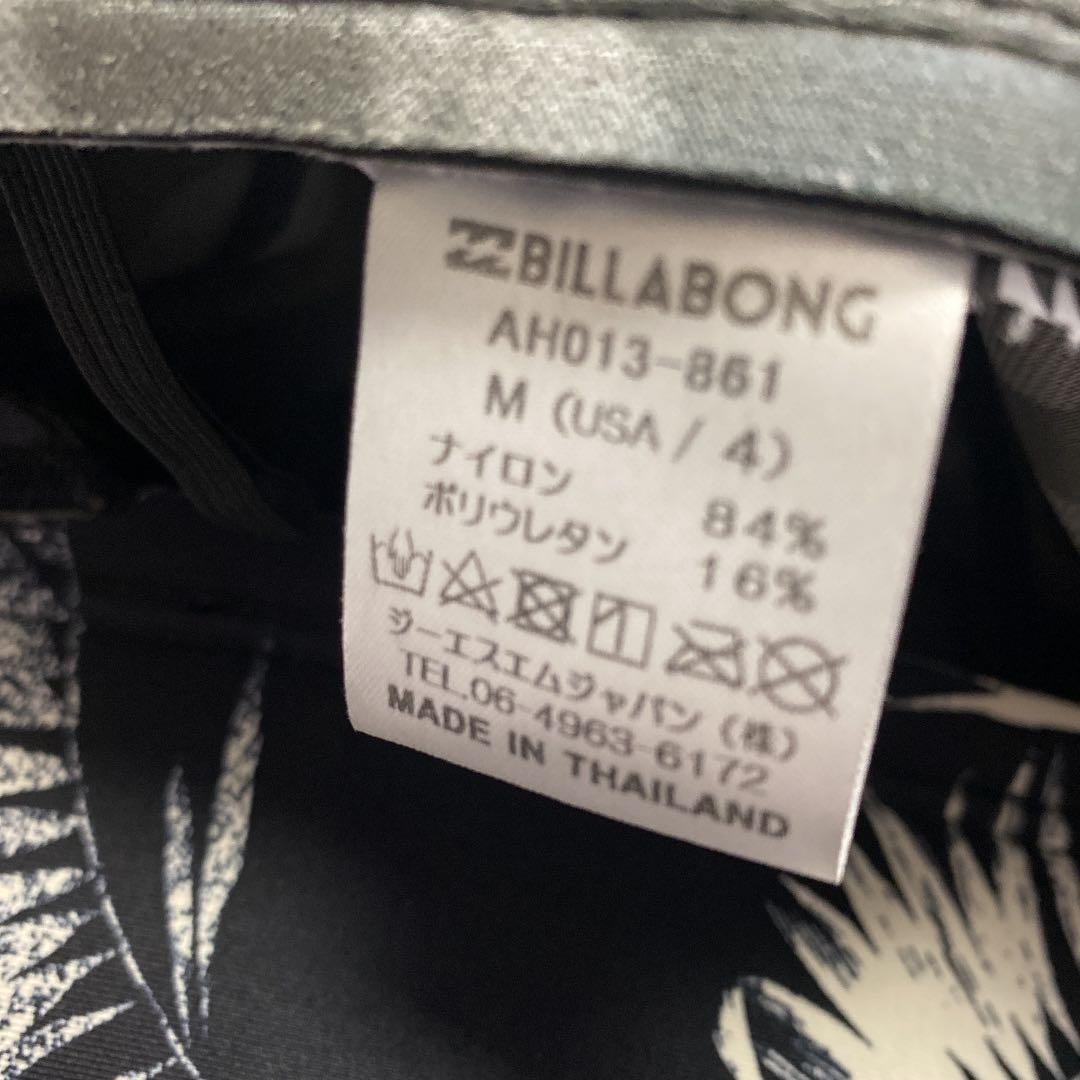 BILLABONG
AH013-861
M (USA / 4)
ナイロン 84%
ポリウレタン 16%
ジーエスエムジャパン (株)
TEL.06-4963-6172
MADE IN THAILAND